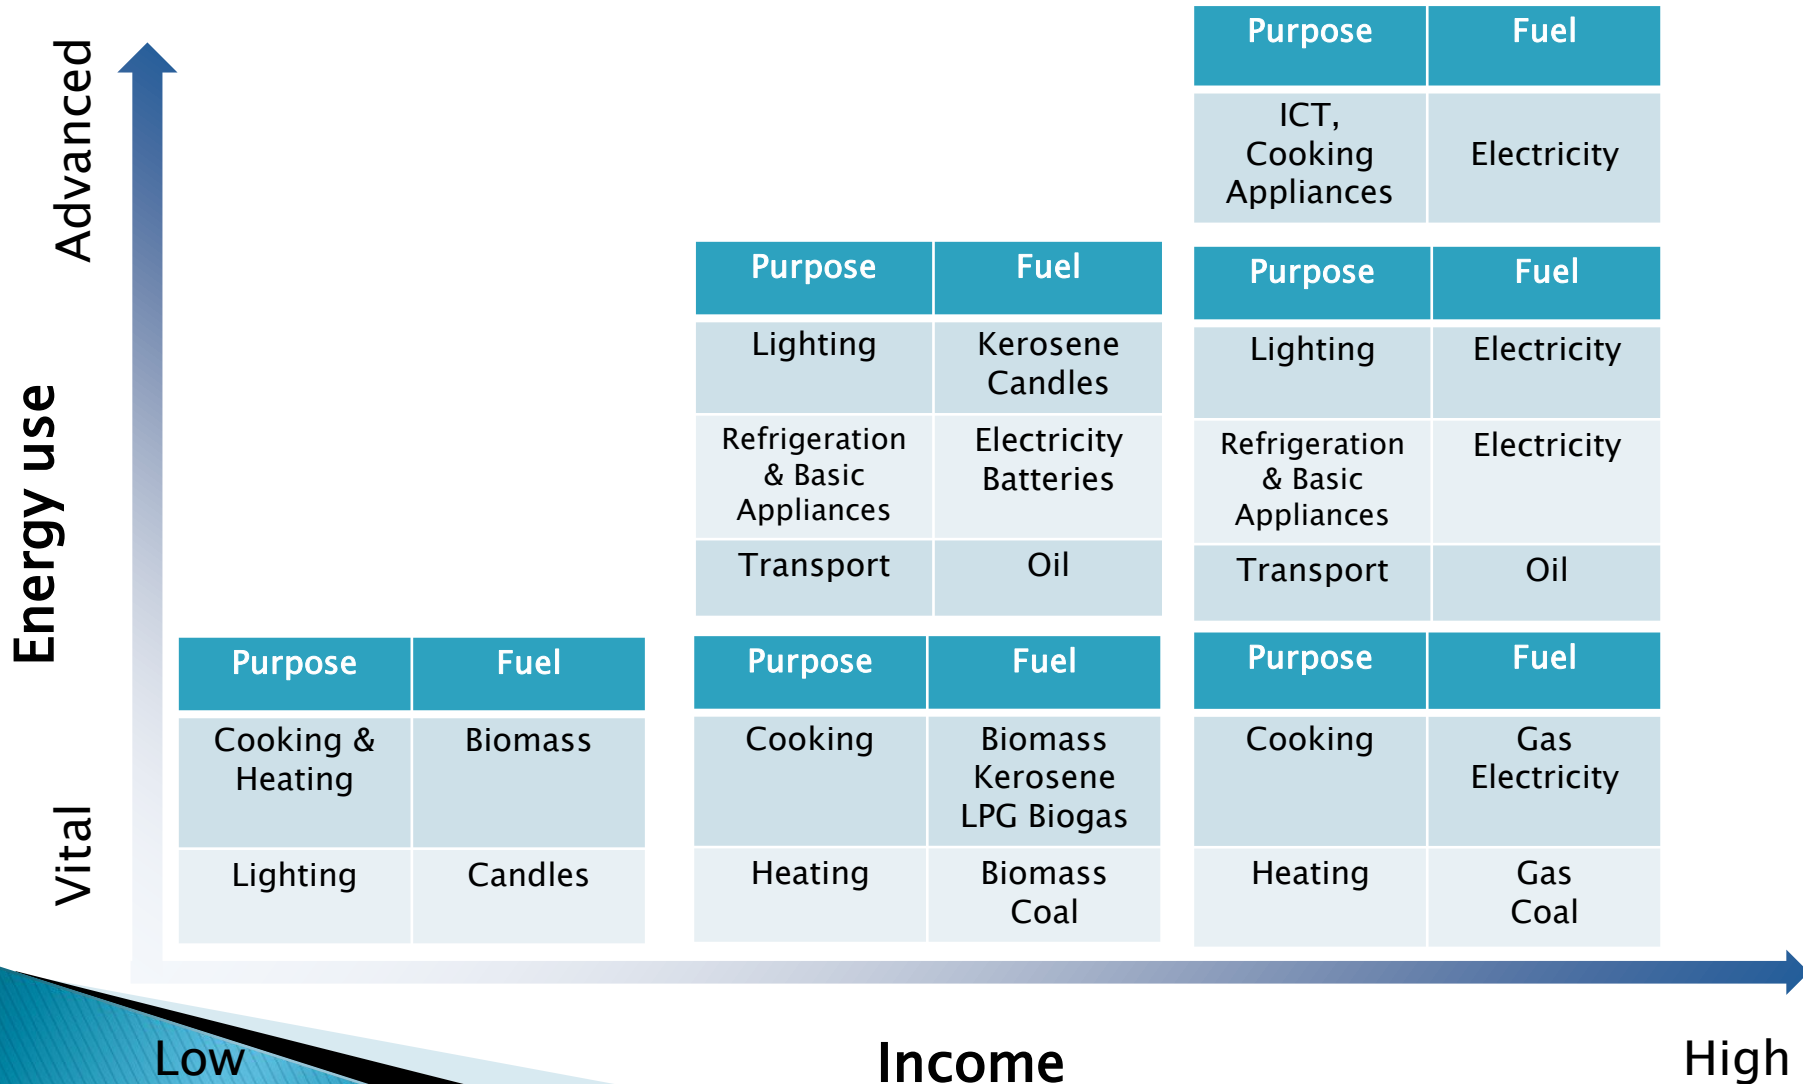 Advanced
Energy use
Vital
Purpose Fuel
ICT,
Cooking
Appliances
Electricity
Purpose Fuel
Lighting
Kerosene
Candles
Refrigeration
& Basic
Appliances
Electricity
Batteries
Transport
Oil
Purpose Fuel
Lighting
Electricity
Refrigeration
& Basic
Appliances
Electricity
Transport
Oil
Purpose Fuel
Cooking &
Heating
Biomass
Lighting
Candles
Purpose Fuel
Cooking
Biomass
Kerosene
LPG Biogas
Heating
Biomass
Coal
Purpose Fuel
Cooking
Gas
Electricity
Heating
Gas
Coal
Low
Income
High